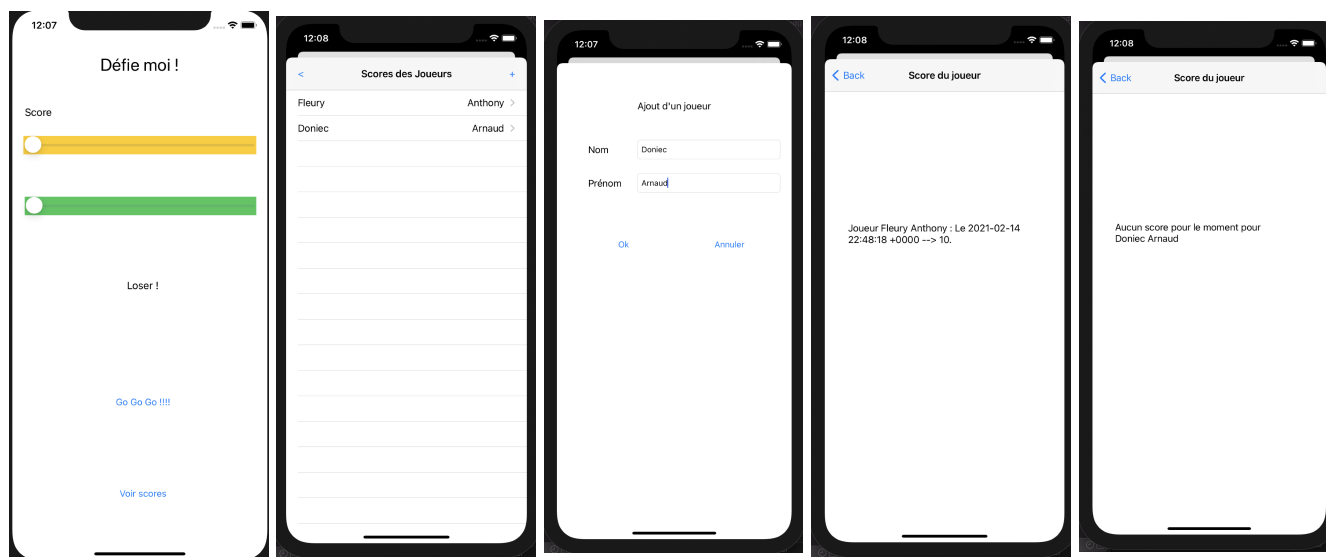 12:07
Défie moi !
Score
Loser !
Go Go Go !!!!
Voir scores
12:08
< Scores des Joueurs +
Fleury Anthony
Doniec Arnaud
12:07
Ajout d'un joueur
Nom Doniec
Prénom Arnaud
Ok Annuler
12:08
Back Score du joueur
Joueur Fleury Anthony : Le 2021-02-14
22:48:18 +0000 --> 10.
12:08
Back Score du joueur
Aucun score pour le moment pour
Doniec Arnaud